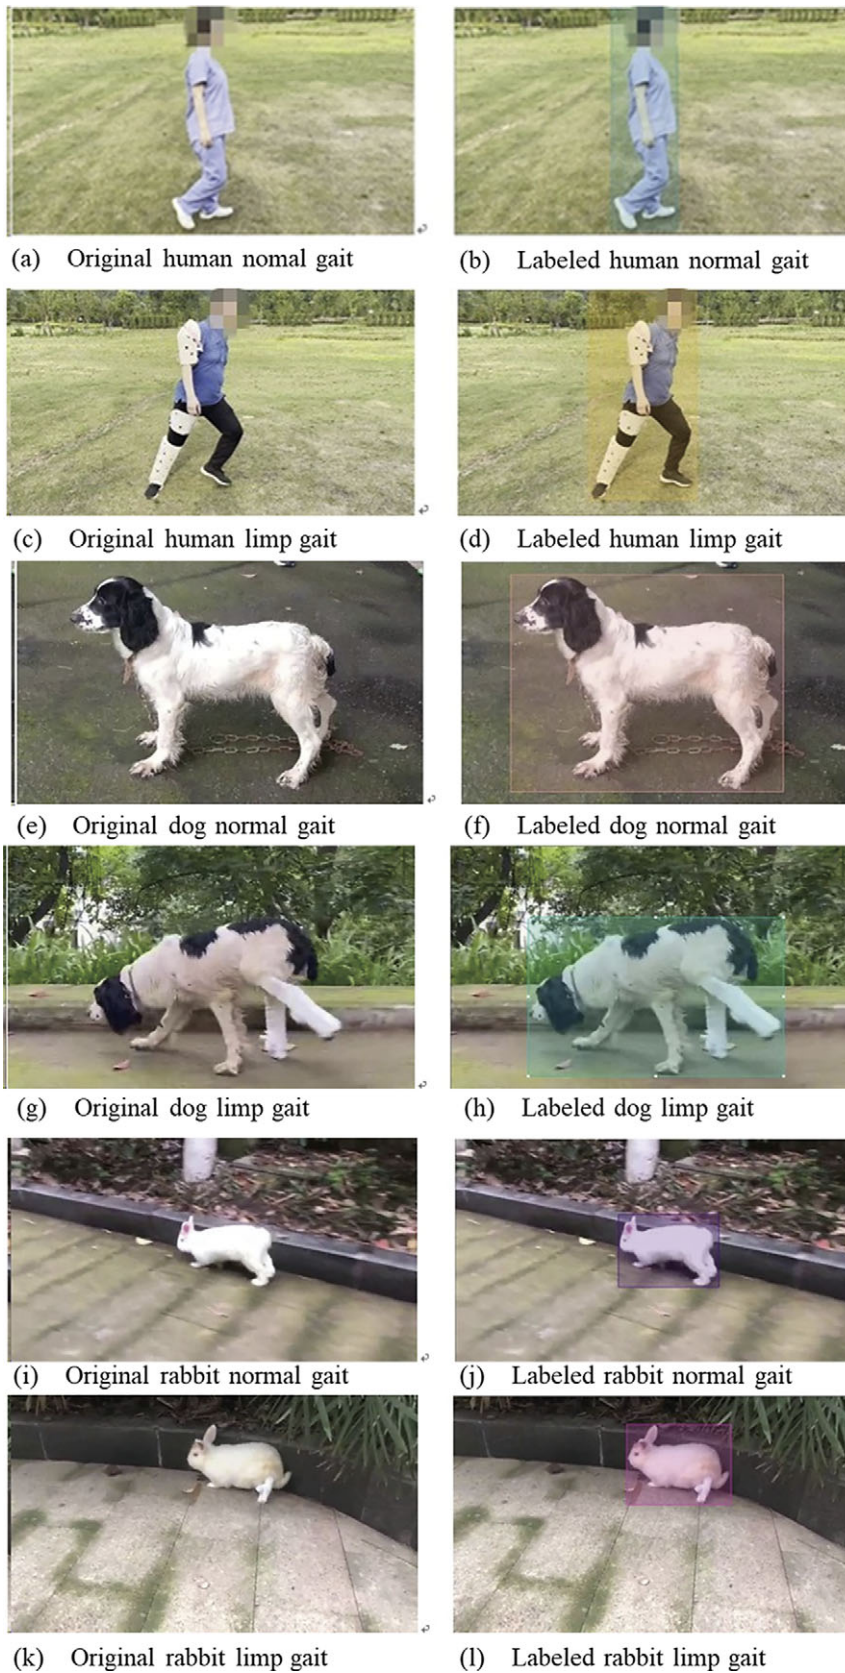 (a) Original human nomal gait
(b) Labeled human normal gait
(c) Original human limp gait
(d) Labeled human limp gait
(e) Original dog normal gait
(f) Labeled dog normal gait
(g) Original dog limp gait
(h) Labeled dog limp gait
(i) Original rabbit normal gait
(j) Labeled rabbit normal gait
(k) Original rabbit limp gait
(l) Labeled rabbit limp gait